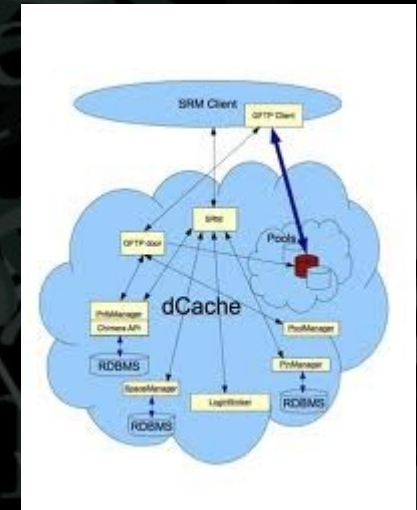 SRM Client
GFTP Client
SRM
Pools
GFTP door
dCache
PnfsManager
Chimera API
PoolManager
RDBMS
PinManager
SpaceManager
LoginBroker
RDBMS
RDBMS